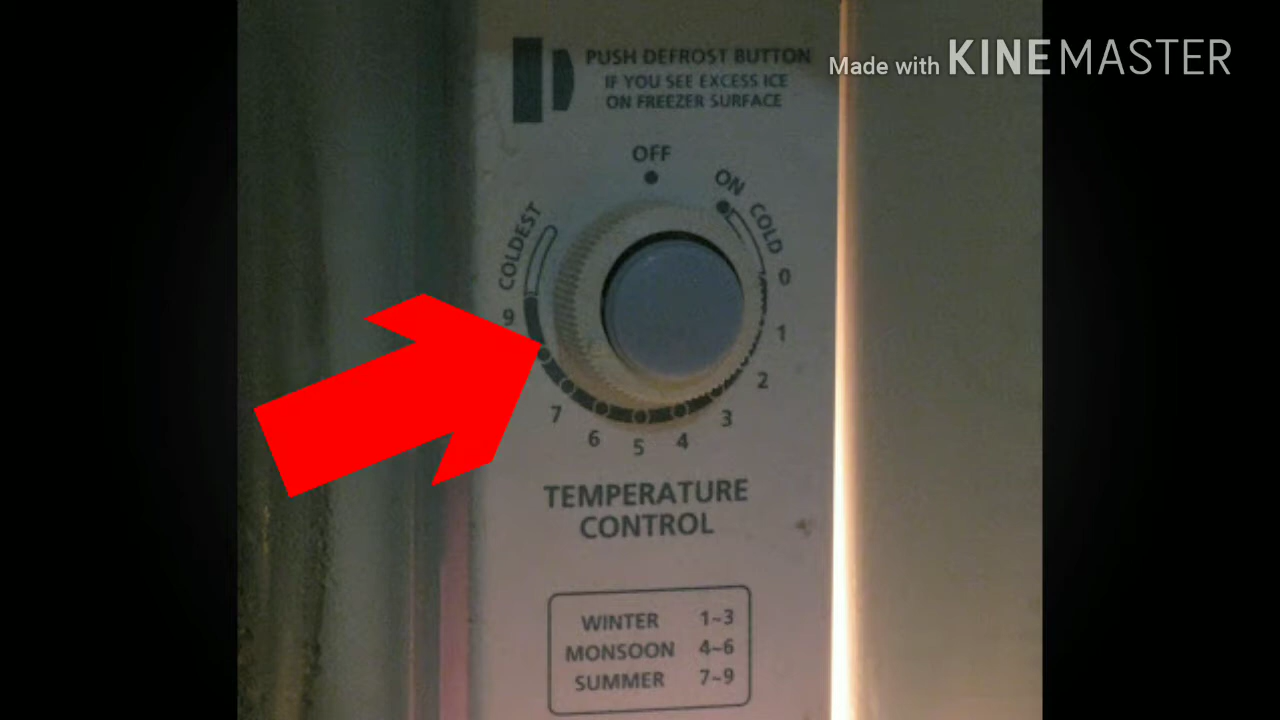 Made with KINEMASTER
PUSH DEFROST BUTTON
IF YOU SEE EXCESS ICE
ON FREEZER SURFACE
OFF
ON
COLD
COLDEST
0
1
2
3
4
5
6
7
9
TEMPERATURE
CONTROL
WINTER 1~3
MONSOON 4~6
SUMMER 7~9